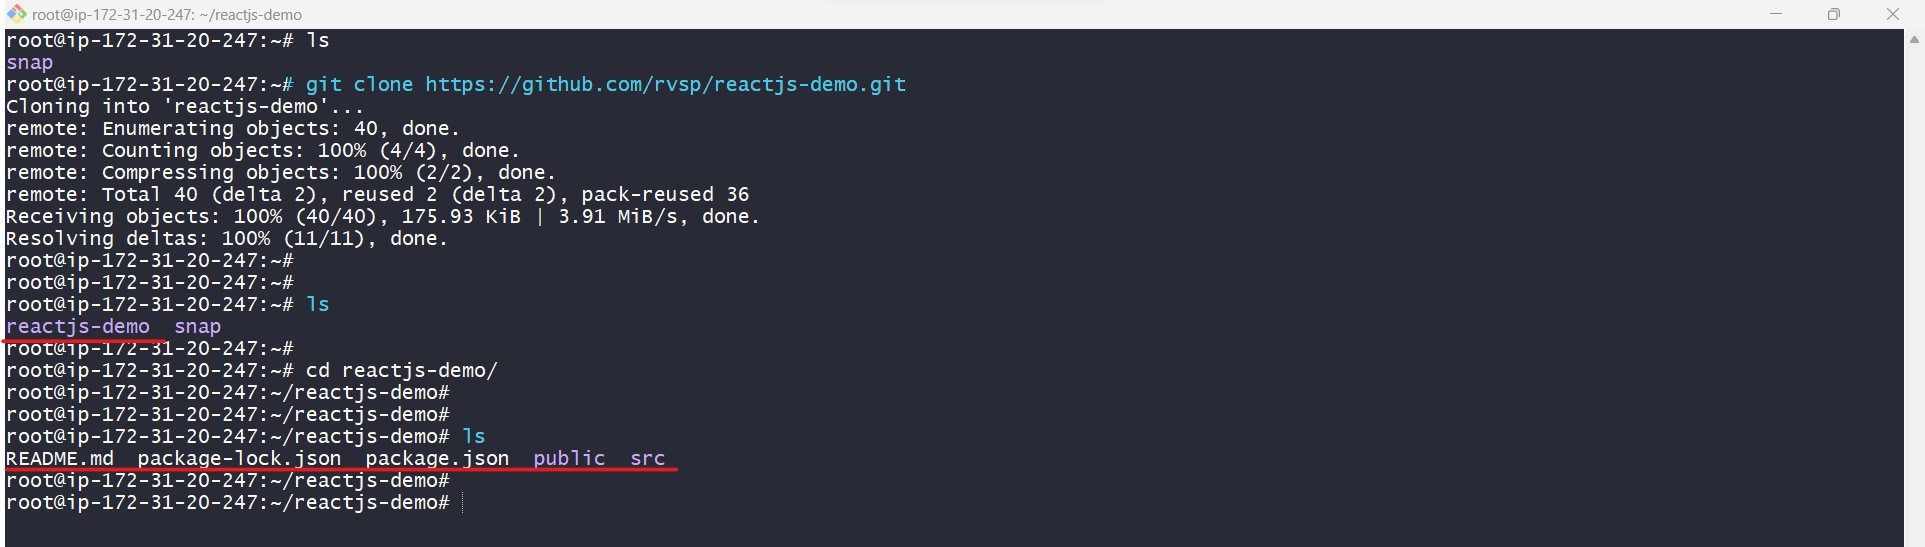 root@ip-172-31-20-247: ~/reactjs-demo
root@ip-172-31-20-247:~# ls
snap
root@ip-172-31-20-247:~# git clone https://github.com/rvsp/reactjs-demo.git
Cloning into 'reactjs-demo'...
remote: Enumerating objects: 40, done.
remote: Counting objects: 100% (4/4), done.
remote: Compressing objects: 100% (2/2), done.
remote: Total 40 (delta 2), reused 2 (delta 2), pack-reused 36
Receiving objects: 100% (40/40), 175.93 KiB | 3.91 MiB/s, done.
Resolving deltas: 100% (11/11), done.
root@ip-172-31-20-247:~#
root@ip-172-31-20-247:~#
root@ip-172-31-20-247:~# ls
reactjs-demo  snap
root@ip-172-31-20-247:~#
root@ip-172-31-20-247:~# cd reactjs-demo/
root@ip-172-31-20-247:~/reactjs-demo#
root@ip-172-31-20-247:~/reactjs-demo#
root@ip-172-31-20-247:~/reactjs-demo# ls
README.md  package-lock.json  package.json  public  src
root@ip-172-31-20-247:~/reactjs-demo#
root@ip-172-31-20-247:~/reactjs-demo#